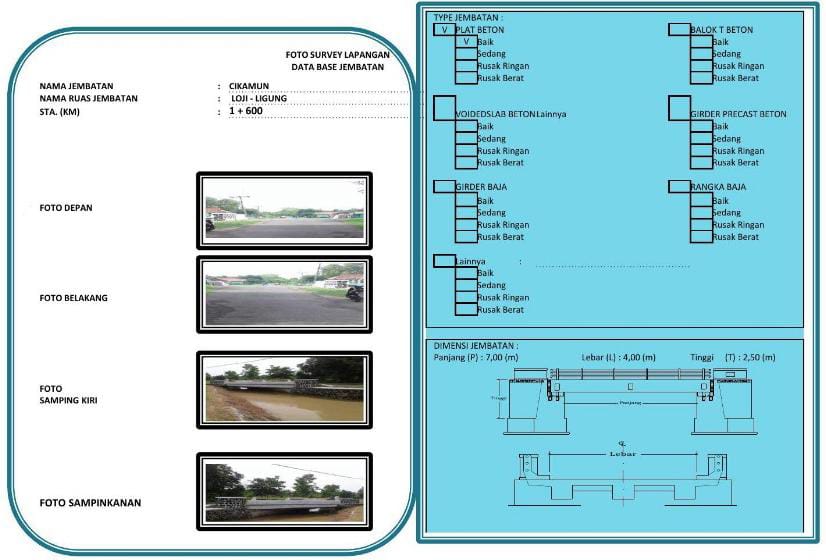 FOTO SURVEY LAPANGAN
DATA BASE JEMBATAN
NAMA JEMBATAN : CIKAMUN
NAMA RUAS JEMBATAN : LOJI - LIGUNG
STA. (KM) : 1 + 600
FOTO DEPAN
FOTO BELAKANG
FOTO
SAMPING KIRI
FOTO SAMPINKANAN
TYPE JEMBATAN :
V PLAT BETON
V Baik
Sedang
Rusak Ringan
Rusak Berat
BALOK T BETON
Baik
Sedang
Rusak Ringan
Rusak Berat
VOIDEDSLAB BETON Lainnya
Baik
Sedang
Rusak Ringan
Rusak Berat
GIRDER PRECAST BETON
Baik
Sedang
Rusak Ringan
Rusak Berat
GIRDER BAJA
Baik
Sedang
Rusak Ringan
Rusak Berat
RANGKA BAJA
Baik
Sedang
Rusak Ringan
Rusak Berat
Lainnya :
Baik
Sedang
Rusak Ringan
Rusak Berat
DIMENSI JEMBATAN :
Panjang (P) : 7,00 (m) Lebar (L) : 4,00 (m) Tinggi (T) : 2,50 (m)
Tinggi
Panjang
Lebar